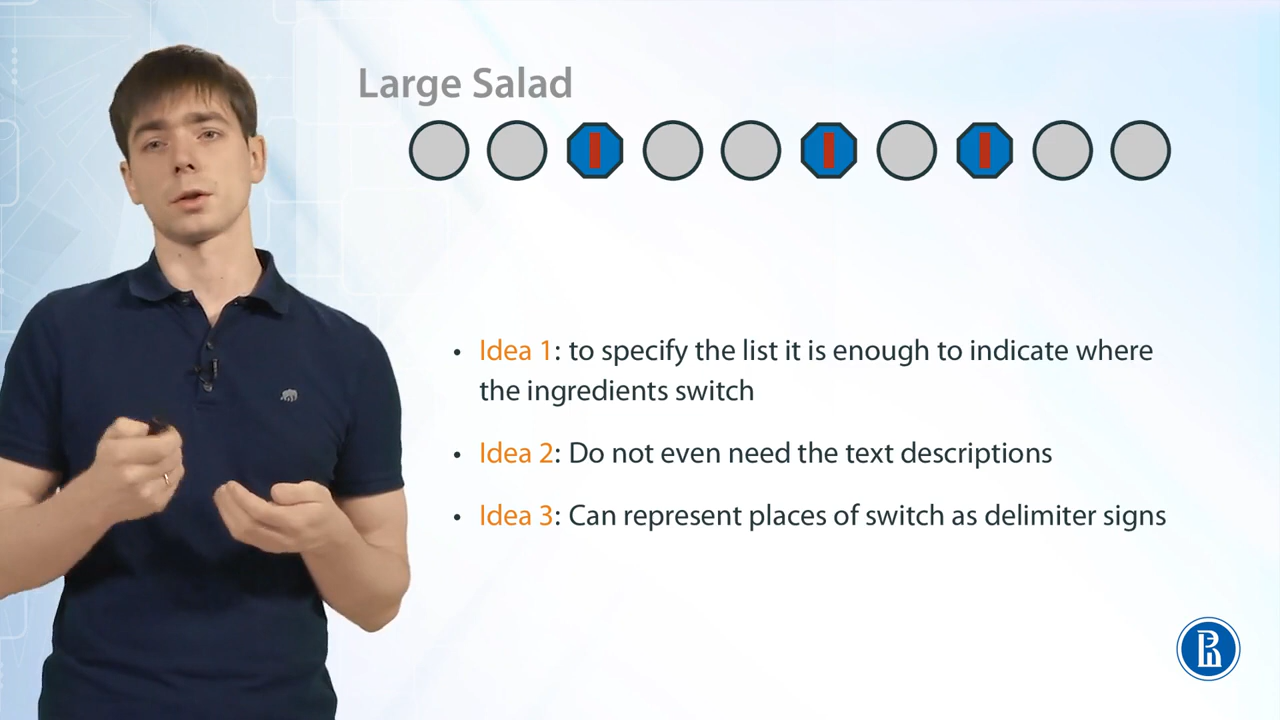 Large Salad
• Idea 1: to specify the list it is enough to indicate where
the ingredients switch
• Idea 2: Do not even need the text descriptions
• Idea 3: Can represent places of switch as delimiter signs